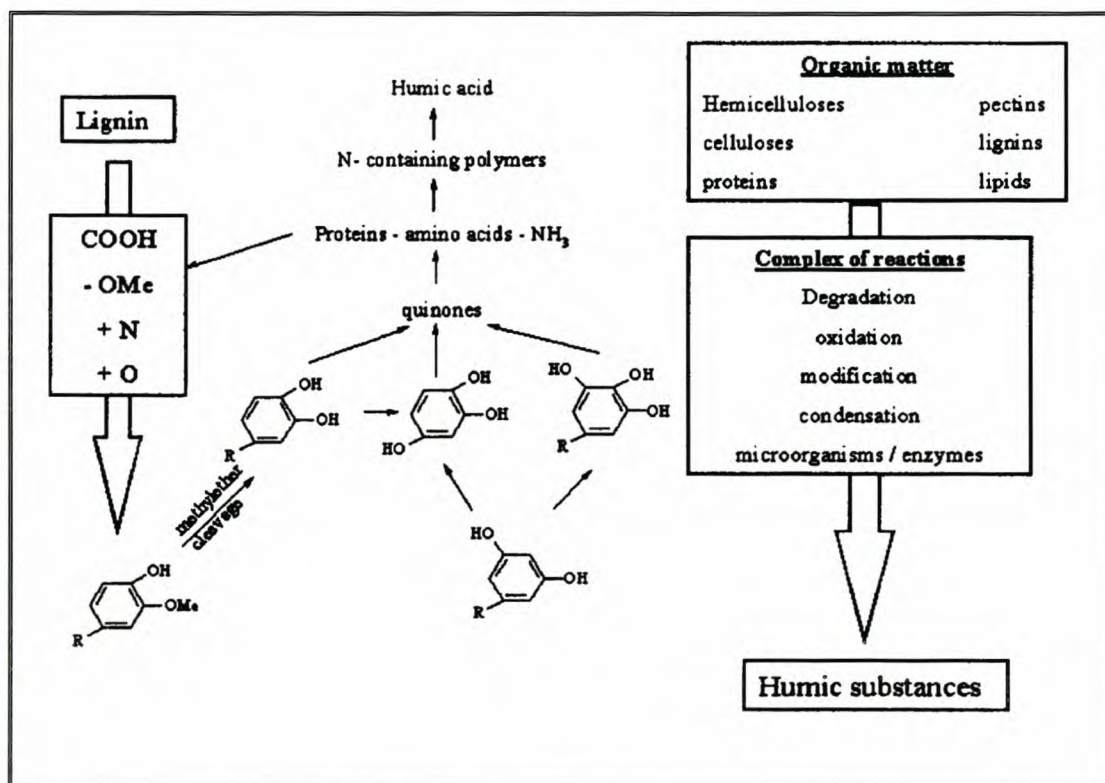 Lignin
COOH
- OMe
+ N
+ O
OH
OMe
R
methylether
cleavage
OH
OH
R
Humic acid
N- containing polymers
Proteins - amino acids - NH3
quinones
OH
OH
HO
HO
OH
OH
R
HO
OH
R
Organic matter
Hemicelluloses pectins
celluloses lignins
proteins lipids
Complex of reactions
Degradation
oxidation
modification
condensation
microorganisms / enzymes
Humic substances